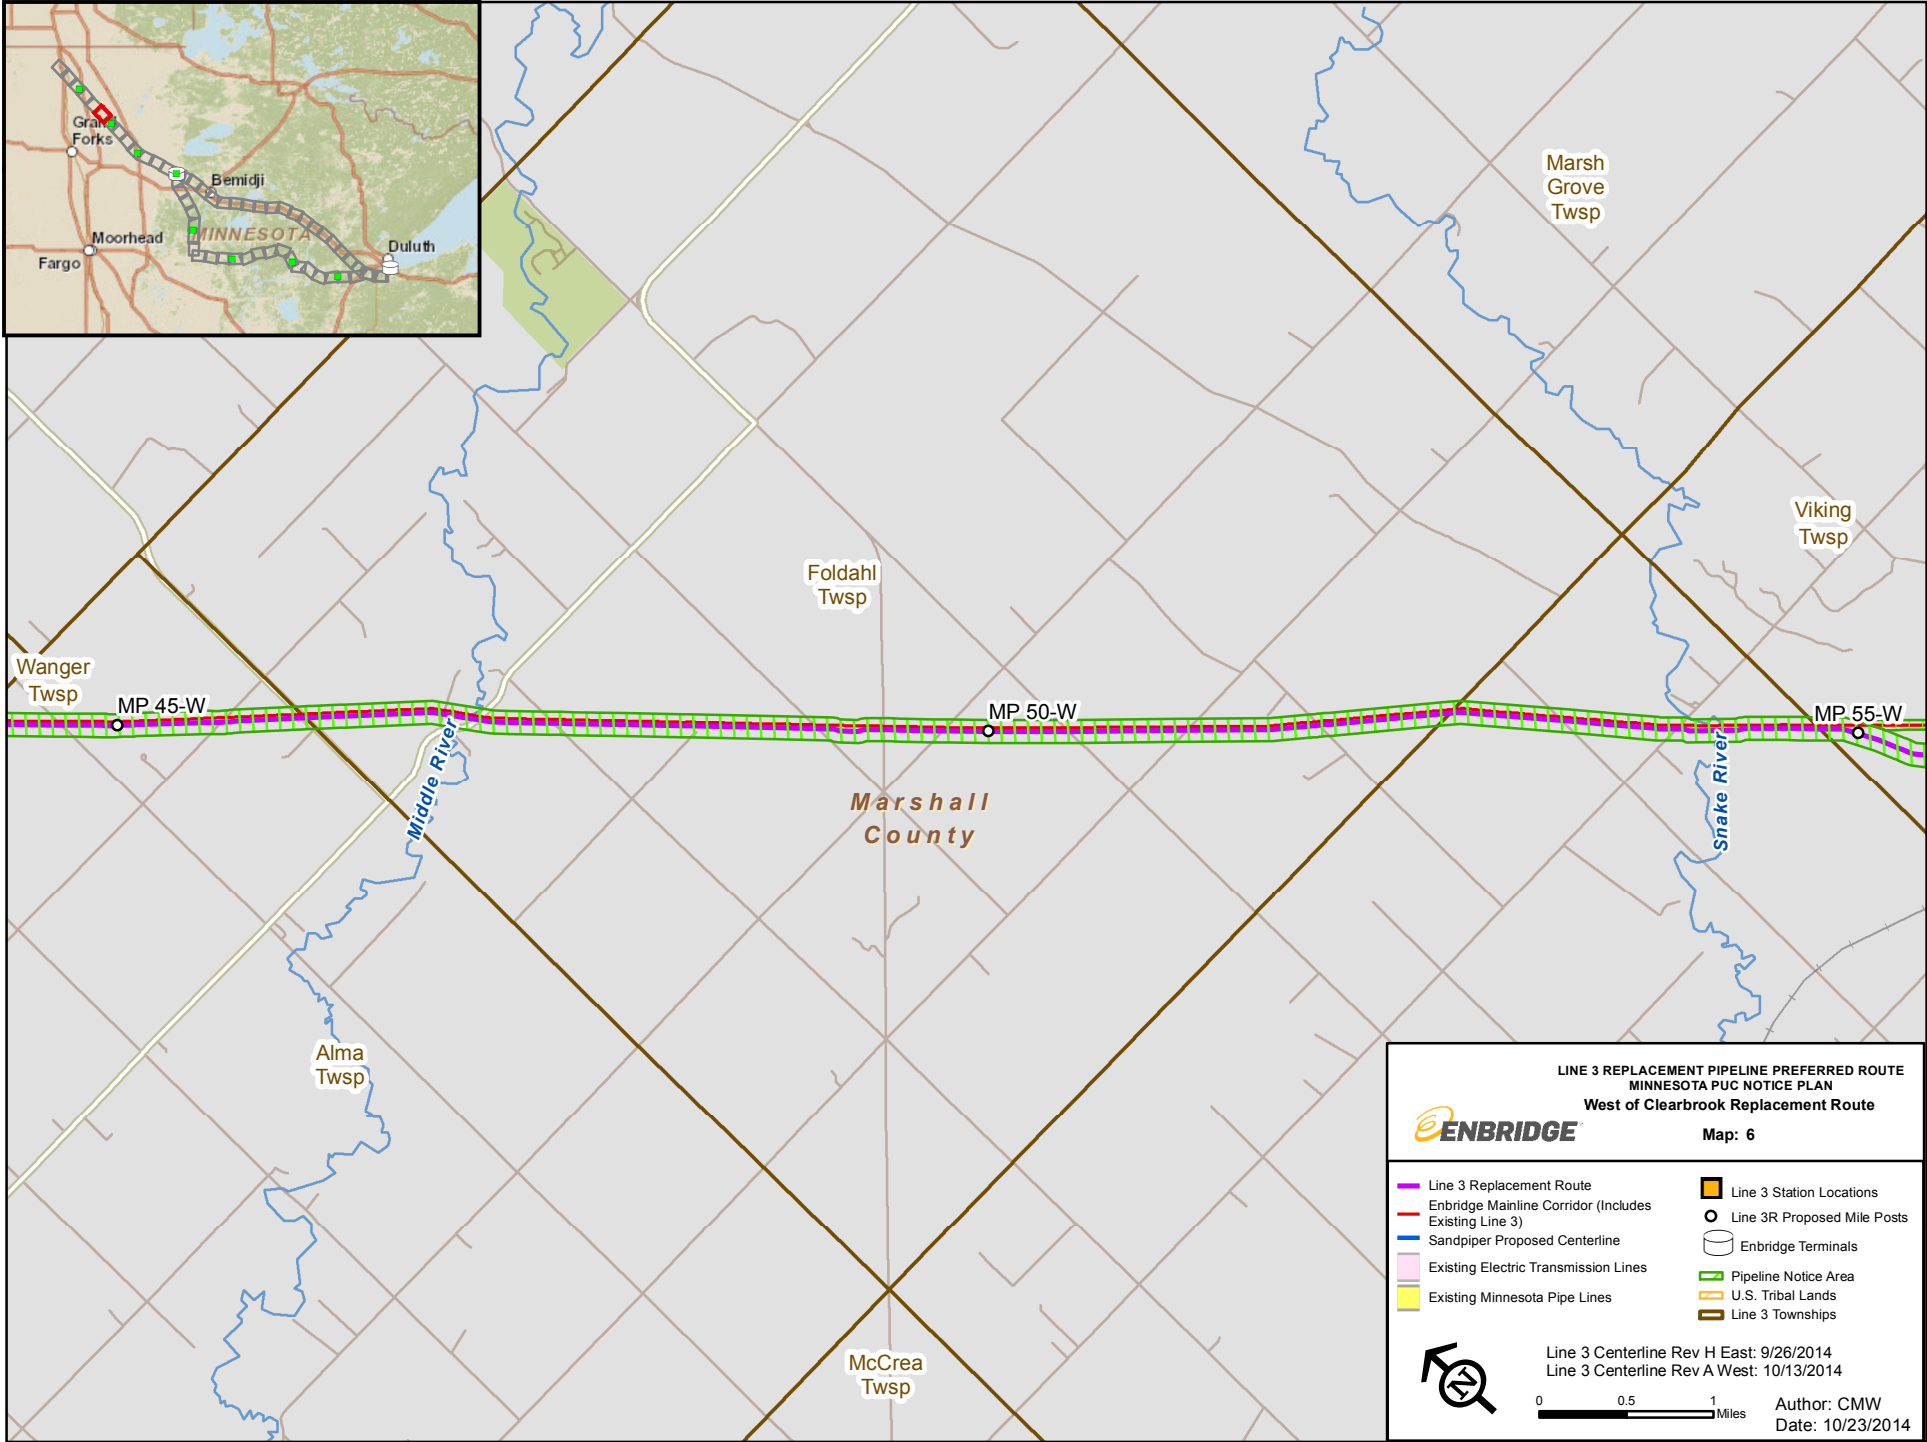 Grand
Forks
Bemidji
MINNESOTA
Moorhead
Fargo
Duluth
Marsh
Grove
Twsp
Viking
Twsp
Foldahl
Twsp
Wanger
Twsp
MP 45-W
MP 50-W
MP 55-W
Middle River
Snake River
Marshall
County
Alma
Twsp
McCrea
Twsp
LINE 3 REPLACEMENT PIPELINE PREFERRED ROUTE
MINNESOTA PUC NOTICE PLAN
West of Clearbrook Replacement Route
ENBRIDGE
Map: 6
Line 3 Replacement Route
Enbridge Mainline Corridor (Includes
Existing Line 3)
Sandpiper Proposed Centerline
Existing Electric Transmission Lines
Existing Minnesota Pipe Lines
Line 3 Station Locations
Line 3R Proposed Mile Posts
Enbridge Terminals
Pipeline Notice Area
U.S. Tribal Lands
Line 3 Townships
N
Line 3 Centerline Rev H East: 9/26/2014
Line 3 Centerline Rev A West: 10/13/2014
0 0.5 1
Miles
Author: CMW
Date: 10/23/2014